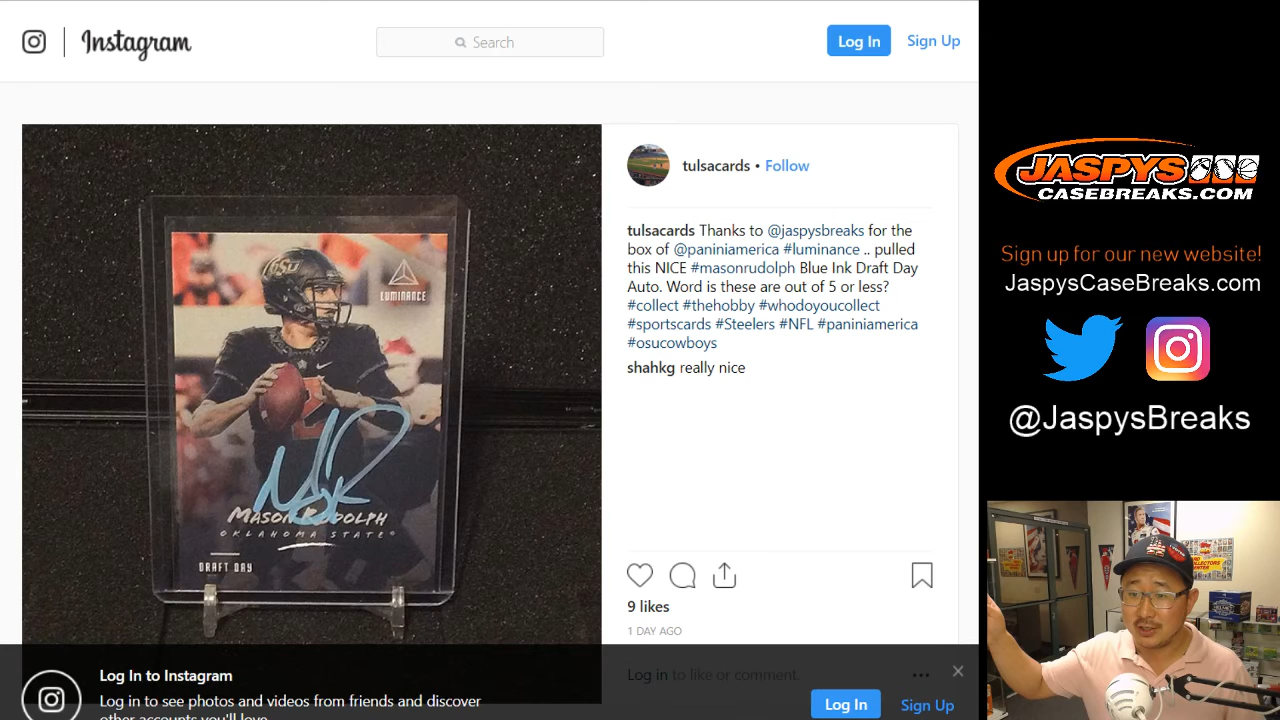 Instagram
Search
Log In
Sign Up
LUMINANCE
MASON RUDOLPH
OKLAHOMA STATE
DRAFT DAY
tulsacards • Follow
tulsacards Thanks to @jaspysbreaks for the
box of @paniniamerica #luminance .. pulled
this NICE #masonrudolph Blue Ink Draft Day
Auto. Word is these are out of 5 or less?
#collect #thehobby #whodoyoucollect
#sportscards #Steelers #NFL #paniniamerica
#osucowboys
shahkg really nice
9 likes
1 DAY AGO
Log in to like or comment.
Log In to Instagram
Log in to see photos and videos from friends and discover
other accounts you'll love.
Log In
Sign Up
JASPYS
CASEBREAKS.COM
Sign up for our new website!
JaspysCaseBreaks.com
@JaspysBreaks